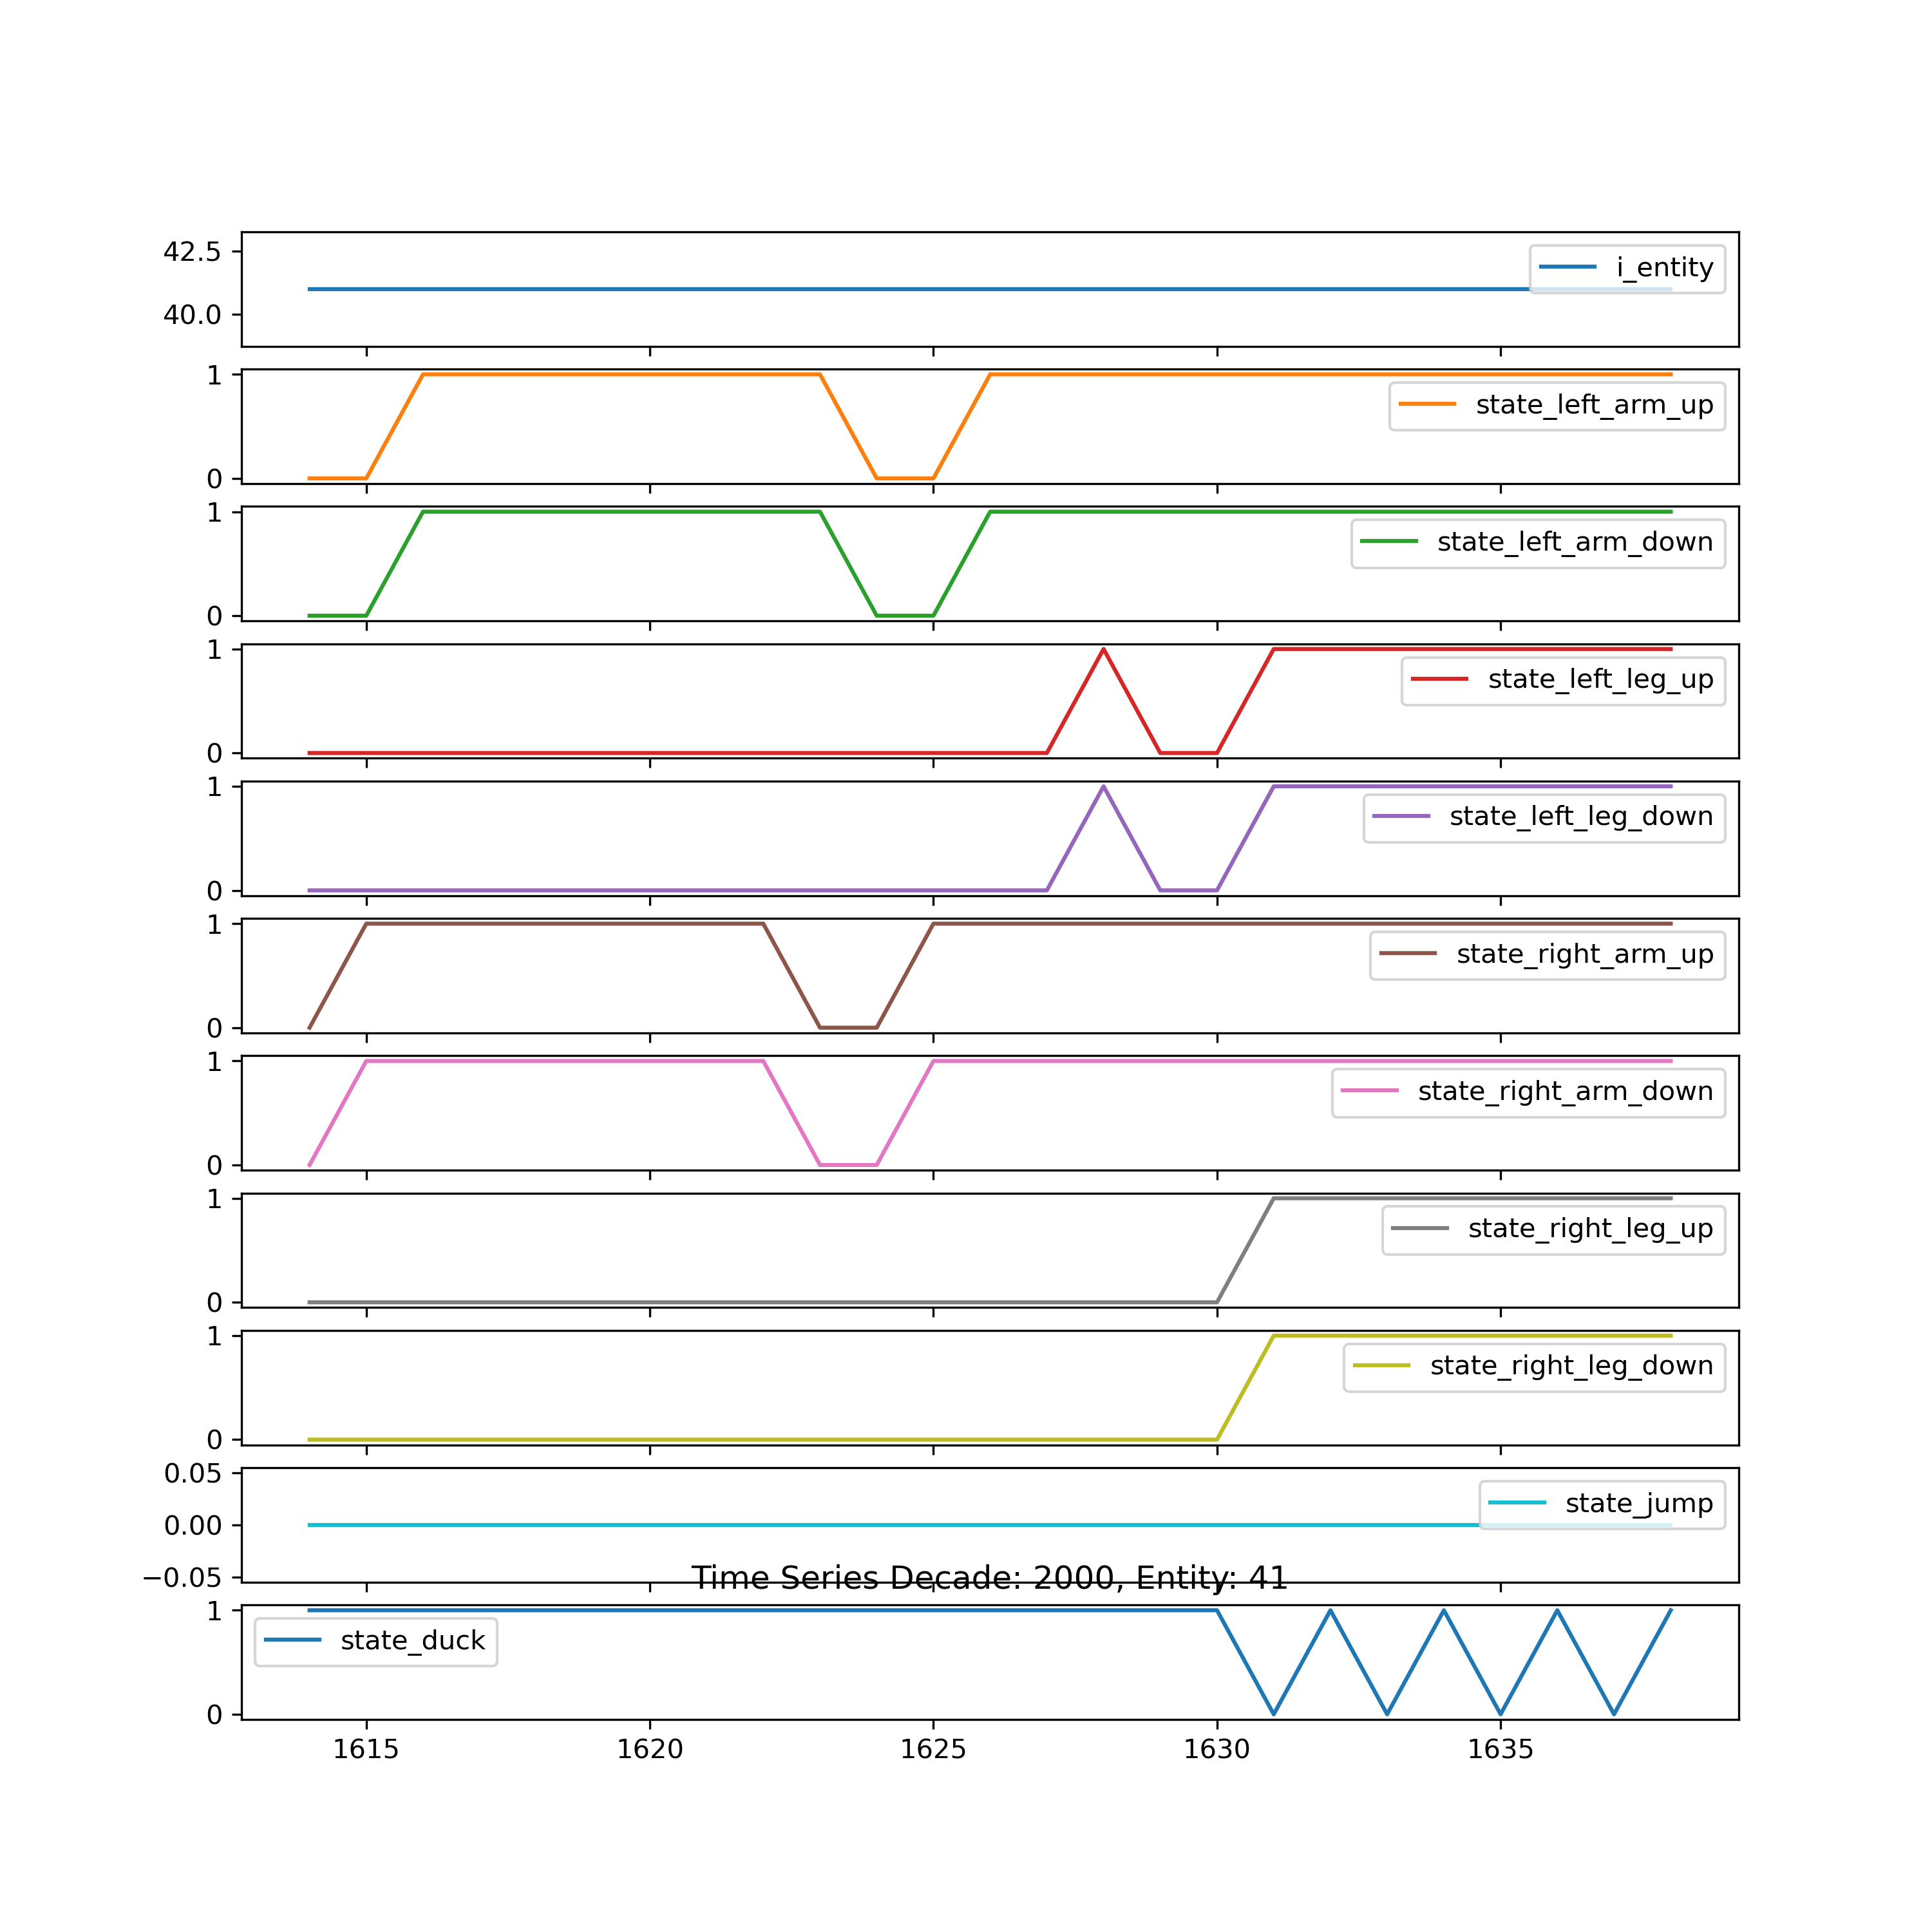 42.5
40.0
i_entity
1
0
state_left_arm_up
1
0
state_left_arm_down
1
0
state_left_leg_up
1
0
state_left_leg_down
1
0
state_right_arm_up
1
0
state_right_arm_down
1
0
state_right_leg_up
1
0
state_right_leg_down
0.05
0.00
−0.05
state_jump
Time Series Decade: 2000, Entity: 41
1
0
state_duck
1615 1620 1625 1630 1635